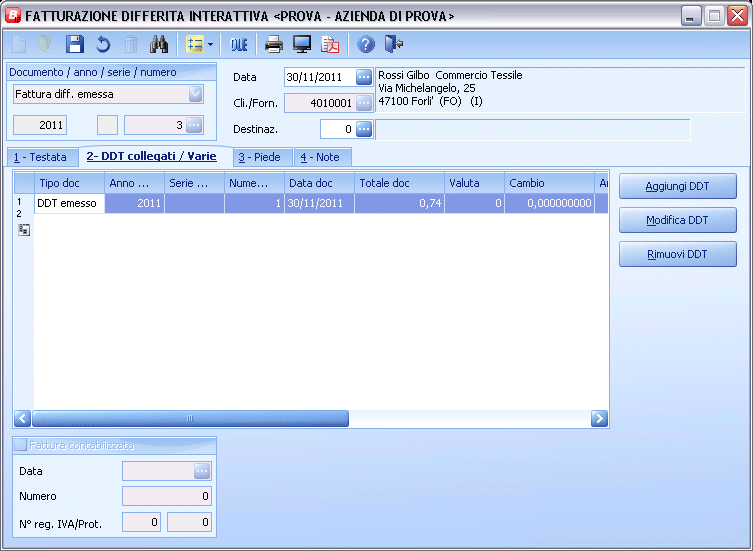 FATTURAZIONE DIFFERITA INTERATTIVA <PROVA - AZIENDA DI PROVA>
OLE
Documento / anno / serie / numero
Fattura diff. emessa
2011 3 ...
Data 30/11/2011 ...
Cli./Forn. 4010001 ...
Destinaz. 0 ...
Rossi Gilbo Commercio Tessile
Via Michelangelo, 25
47100 Forli' (FO) (I)
1 - Testata 2- DDT collegati / Varie 3 - Piede 4 - Note
Tipo doc Anno ... Serie ... Nume... Data doc Totale doc Valuta Cambio
1 DDT emesso 2011 1 30/11/2011 0,74 0 0,000000000
2
Aggiungi DDT
Modifica DDT
Rimuovi DDT
Fattura contabilizzata
Data ...
Numero 0
N° reg. IVA/Prot. 0 0